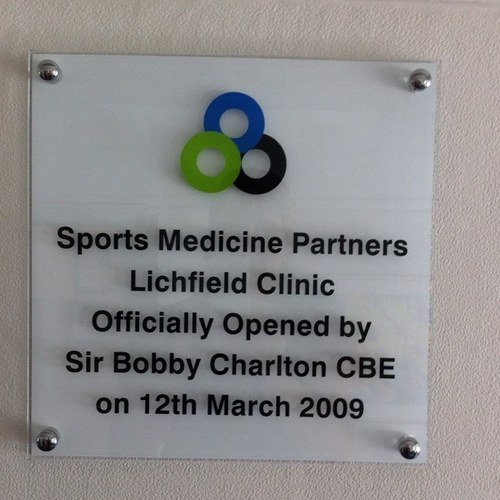 Sports Medicine Partners
Lichfield Clinic
Officially Opened by
Sir Bobby Charlton CBE
on 12th March 2009